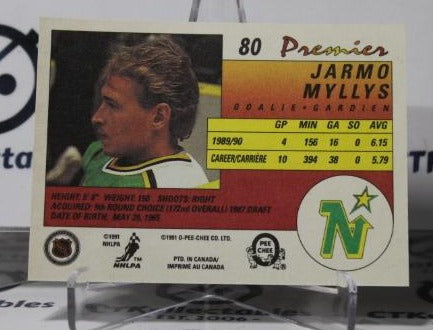 80 Premier
JARMO
MYLLYS
GOALIE • GARDIEN
GP MIN GA SO AVG
1989/90 4 156 16 0 6.15
CAREER/CARRIÈRE 10 394 38 0 5.79
HEIGHT: 5' 8" WEIGHT: 150 SHOOTS: RIGHT
ACQUIRED: 9th ROUND CHOICE (172nd OVERALL) 1987 DRAFT
DATE OF BIRTH: MAY 29, 1965
N
©1991
NHLPA
NHLPA
©1991 O-PEE-CHEE CO. LTD.
PTD. IN CANADA/
IMPRIMÉ AU CANADA
O
PEE
CHEE
NHL